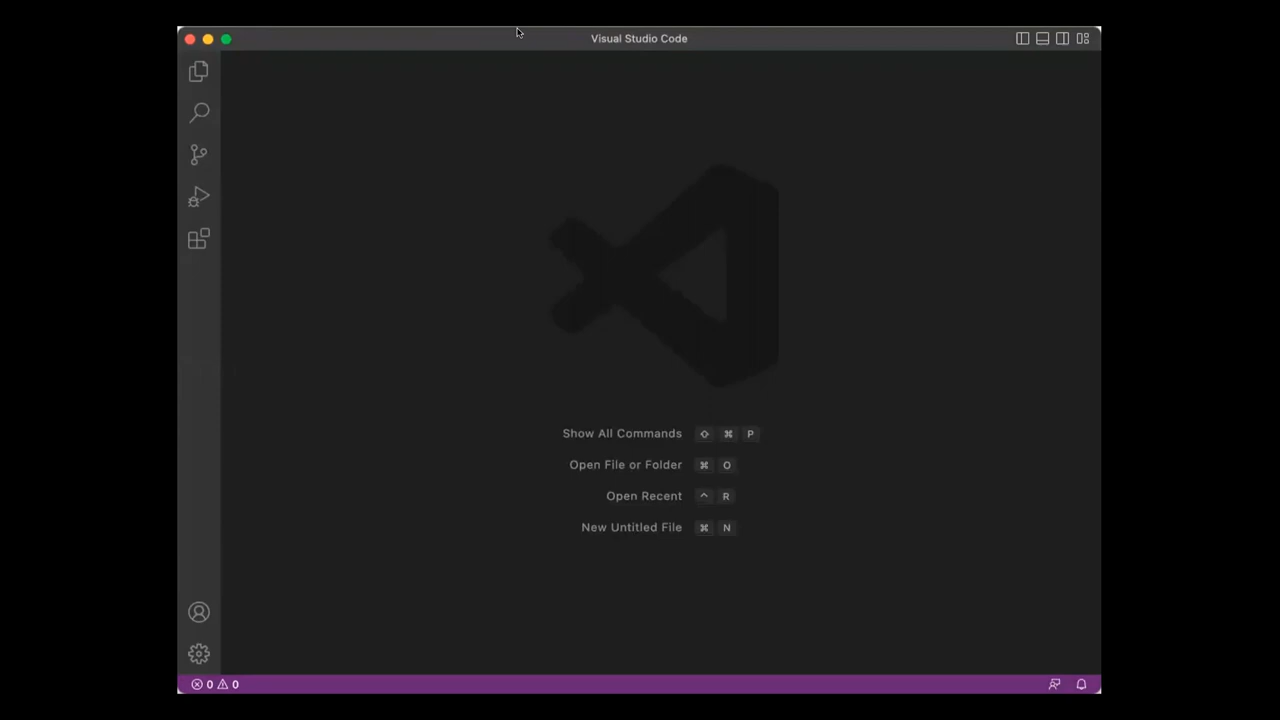 Visual Studio Code
Show All Commands ⇧ ⌘ P
Open File or Folder ⌘ O
Open Recent ^ R
New Untitled File ⌘ N
0 0